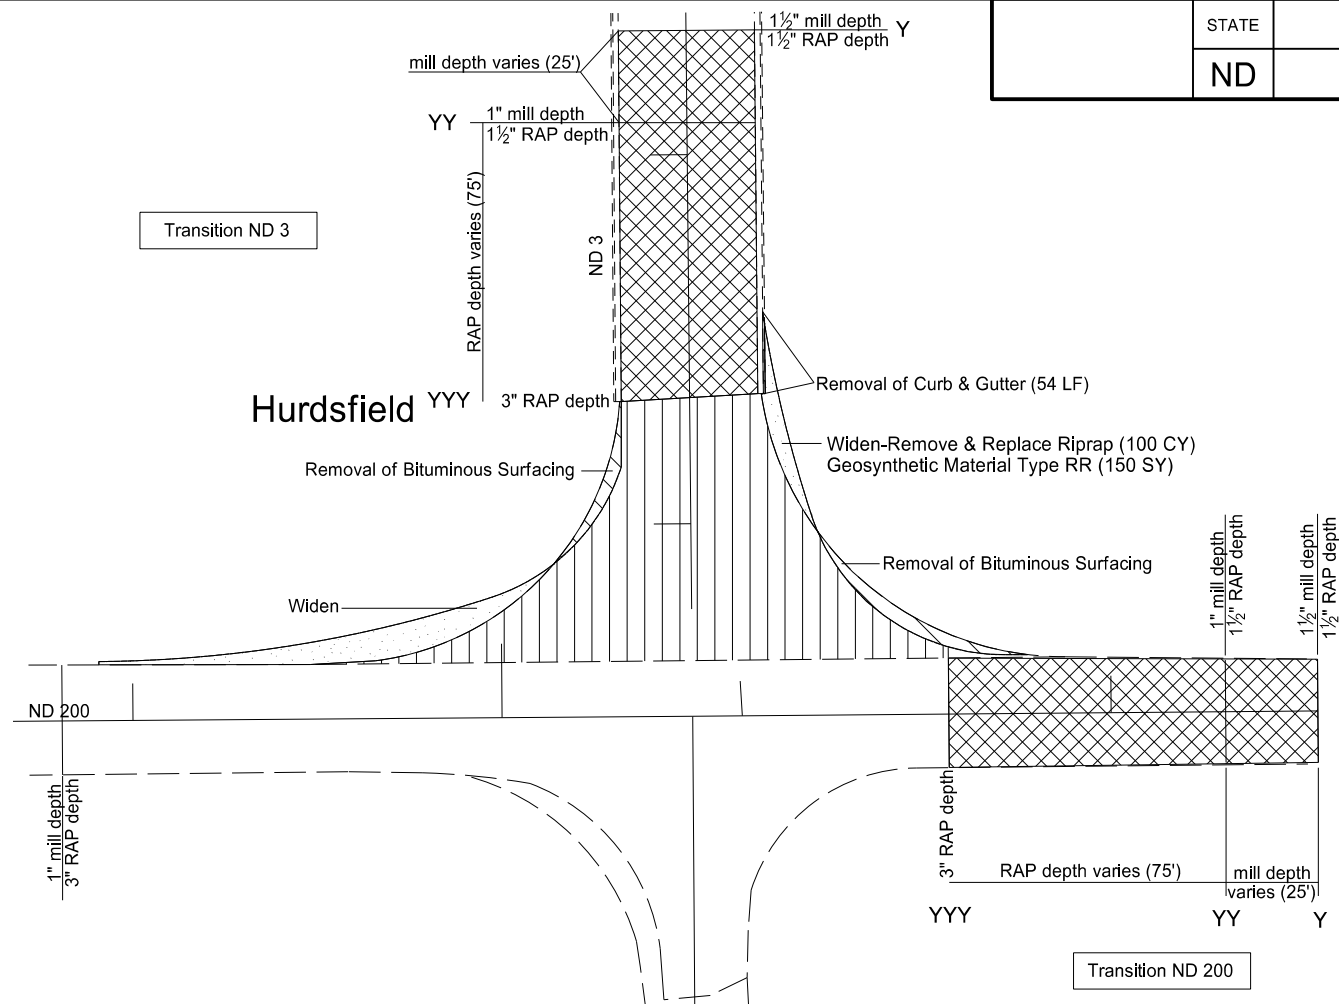 1½" mill depth
1½" RAP depth
Y
STATE
ND
mill depth varies (25')
YY
1" mill depth
1½" RAP depth
RAP depth varies (75')
Transition ND 3
ND 3
Hurdsfield
YYY
3" RAP depth
Removal of Curb & Gutter (54 LF)
Widen-Remove & Replace Riprap (100 CY)
Geosynthetic Material Type RR (150 SY)
Removal of Bituminous Surfacing
Removal of Bituminous Surfacing
Widen
1" mill depth
1½" RAP depth
1½" mill depth
1½" RAP depth
ND 200
1" mill depth
3" RAP depth
3" RAP depth
RAP depth varies (75')
mill depth
varies (25')
YYY
YY
Y
Transition ND 200